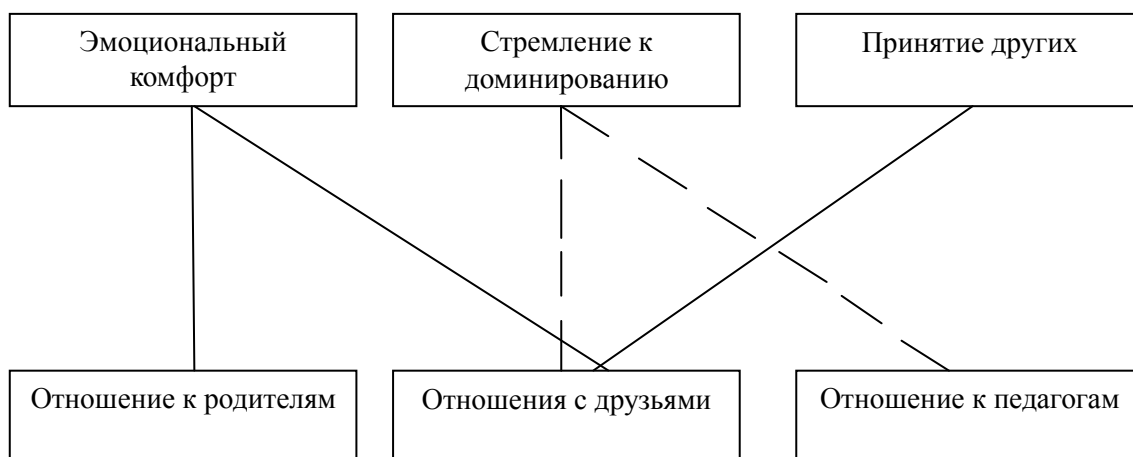 Эмоциональный
комфорт
Стремление к
доминированию
Принятие других
Отношение к родителям
Отношения с друзьями
Отношение к педагогам